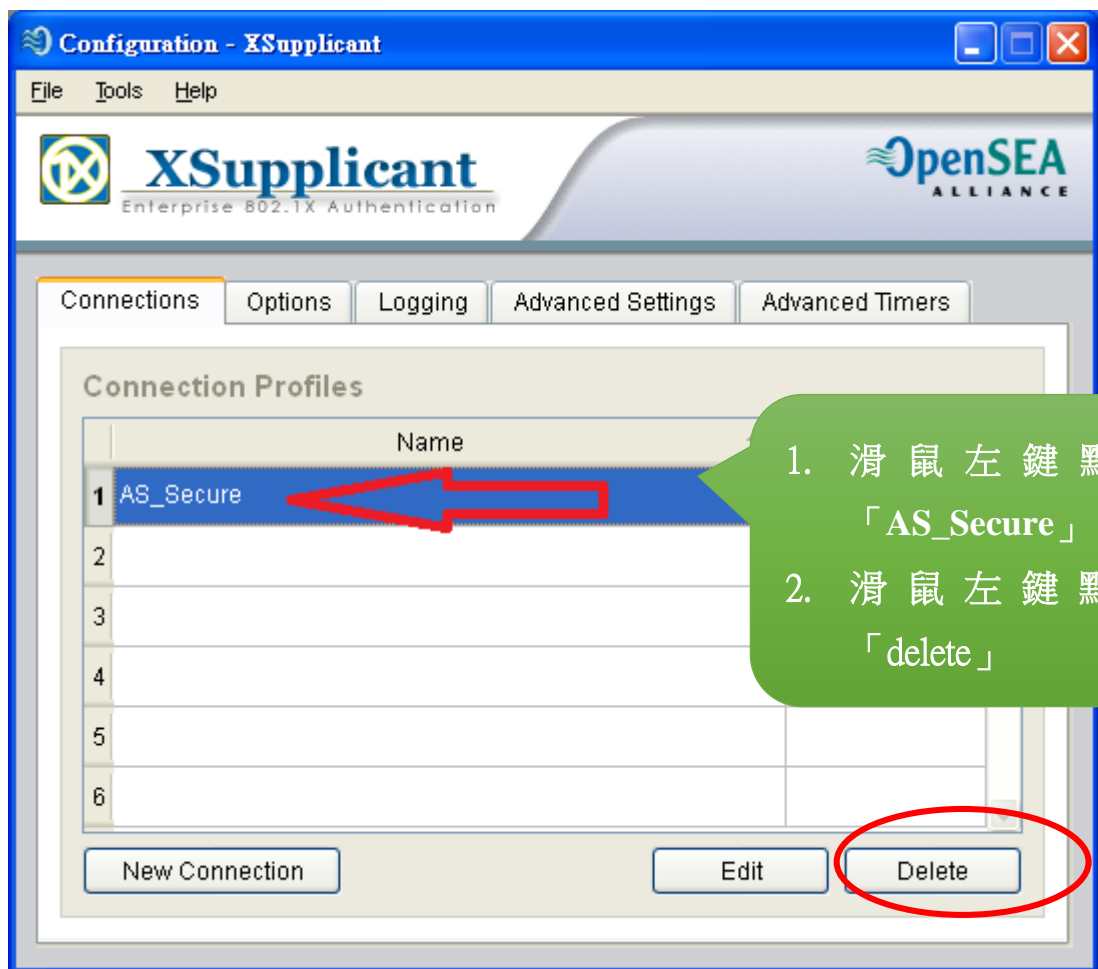 Configuration - XSupplicant
File Tools Help
XSupplicant
Enterprise 802.1X Authentication
OpenSEA
ALLIANCE
Connections Options Logging Advanced Settings Advanced Timers
Connection Profiles
Name
1 AS_Secure
2
3
4
5
6
1. 滑鼠左鍵
「AS_Secure」
2. 滑鼠左鍵
「delete」
New Connection Edit Delete